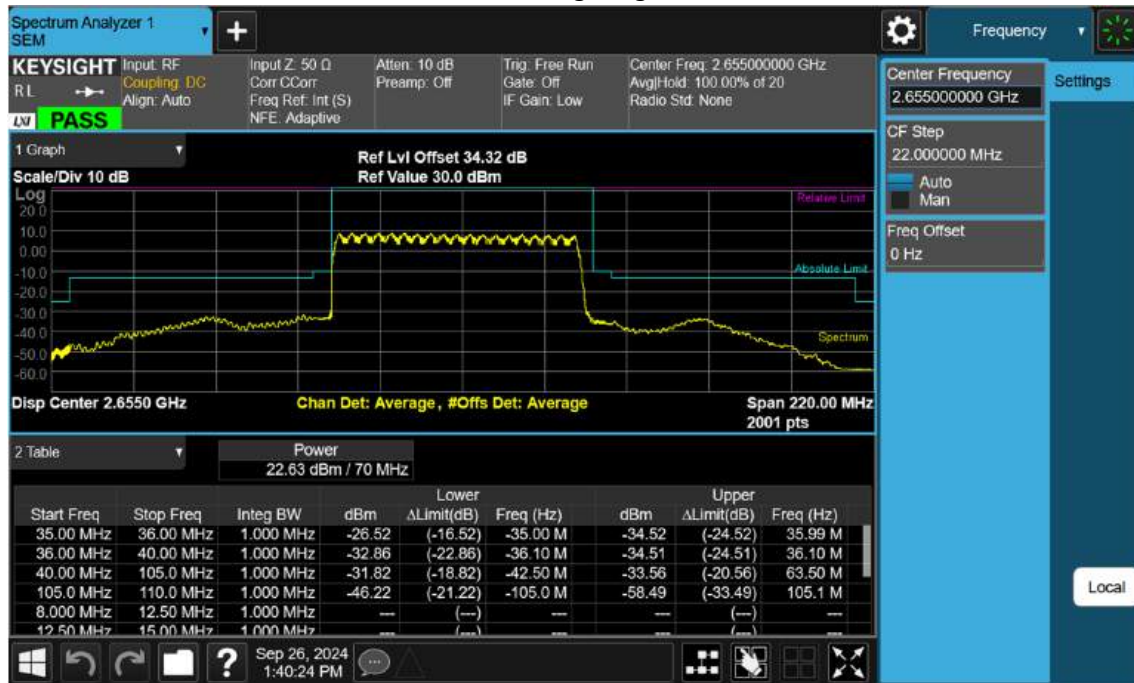 Spectrum Analyzer 1
SEM
+
Frequency
KEYSIGHT
RL
LXI PASS
Input: RF
Coupling: DC
Align: Auto
Input Z: 50 Ω
Corr CCorr
Freq Ref: Int (S)
NFE: Adaptive
Atten: 10 dB
Preamp: Off
Trig: Free Run
Gate: Off
IF Gain: Low
Center Freq: 2.655000000 GHz
Avg|Hold: 100.00% of 20
Radio Std: None
Center Frequency
2.655000000 GHz
Settings
CF Step
22.000000 MHz
Auto
Man
Freq Offset
0 Hz
1 Graph
Ref Lvl Offset 34.32 dB
Scale/Div 10 dB
Ref Value 30.0 dBm
Log
Relative Limit
20.0
10.0
0.00
-10.0
Absolute Limit
-20.0
-30.0
-40.0
Spectrum
-50.0
-60.0
Disp Center 2.6550 GHz
Chan Det: Average, #Offs Det: Average
Span 220.00 MHz
2001 pts
2 Table
Power
22.63 dBm / 70 MHz
Lower Upper
Start Freq Stop Freq Integ BW dBm ΔLimit(dB) Freq (Hz) dBm ΔLimit(dB) Freq (Hz)
35.00 MHz 36.00 MHz 1.000 MHz -26.52 (-16.52) -35.00 M -34.52 (-24.52) 35.99 M
36.00 MHz 40.00 MHz 1.000 MHz -32.86 (-22.86) -36.10 M -34.51 (-24.51) 36.10 M
40.00 MHz 105.0 MHz 1.000 MHz -31.82 (-18.82) -42.50 M -33.56 (-20.56) 63.50 M
105.0 MHz 110.0 MHz 1.000 MHz -46.22 (-21.22) -105.0 M -58.49 (-33.49) 105.1 M
8.000 MHz 12.50 MHz 1.000 MHz --- (---) --- --- (---) ---
12.50 MHz 15.00 MHz 1.000 MHz --- (---) --- --- (---) ---
Local
?
Sep 26, 2024
1:40:24 PM